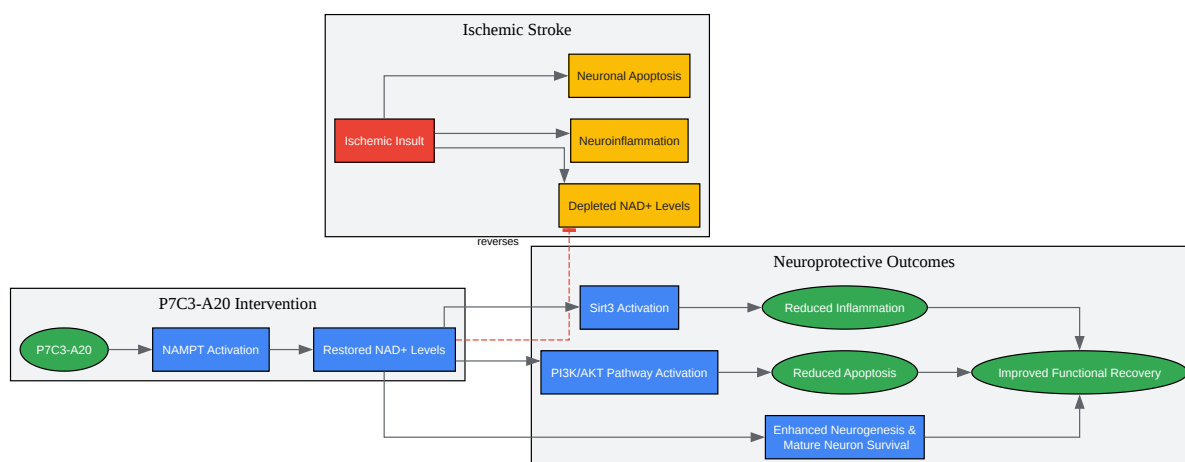 Ischemic Stroke
Neuronal Apoptosis
Ischemic Insult
Neuroinflammation
Depleted NAD+ Levels
reverses
Neuroprotective Outcomes
P7C3-A20 Intervention
Sirt3 Activation
Reduced Inflammation
P7C3-A20
NAMPT Activation
Restored NAD+ Levels
PI3K/AKT Pathway Activation
Reduced Apoptosis
Improved Functional Recovery
Enhanced Neurogenesis &
Mature Neuron Survival